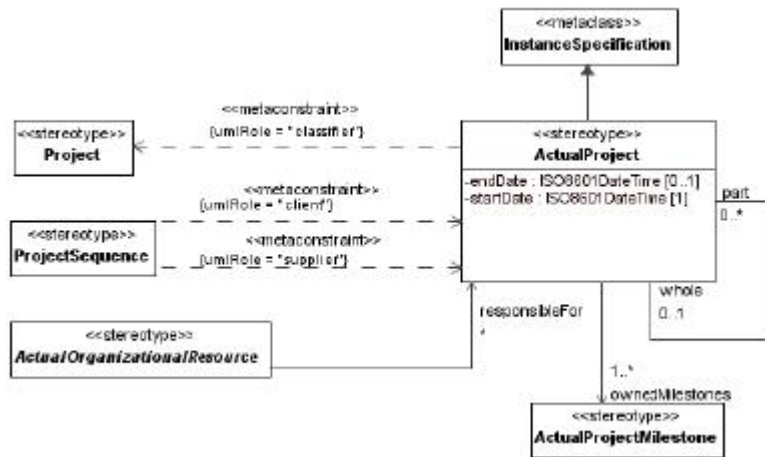 <<metaclass>>
InstanceSpecification
<<metaconstraint>>
{umlRole = "classifier"}
<<stereotype>>
Project
<<stereotype>>
ActualProject
-endDate : ISO8601DateTime [0..1]
-startDate : ISO8601DateTime [1]
part
0..*
<<metaconstraint>>
{umlRole = "client"}
<<stereotype>>
ProjectSequence
<<metaconstraint>>
{umlRole = "supplier"}
whole
0..1
responsibleFor
*
<<stereotype>>
ActualOrganizationalResource
1..*
ownedMilestones
<<stereotype>>
ActualProjectMilestone